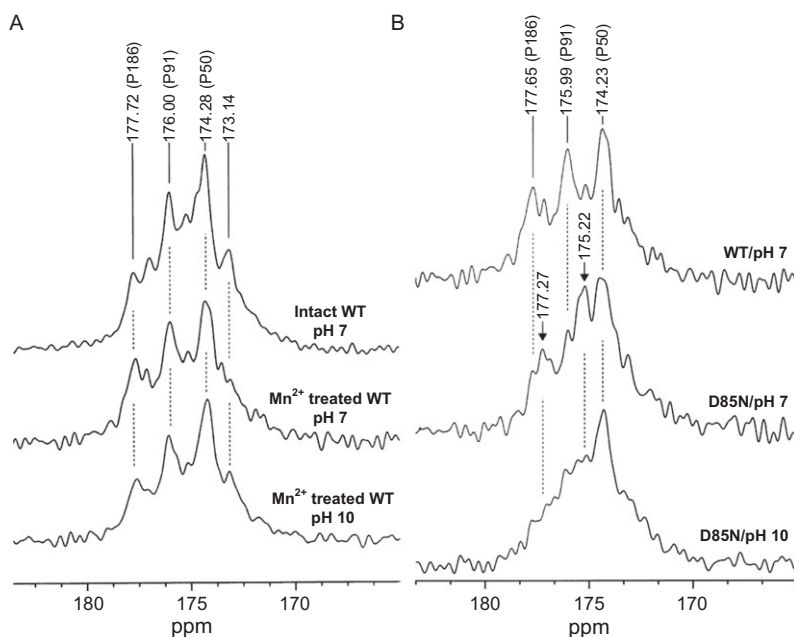 A
177.72 (P186)
176.00 (P91)
174.28 (P50)
173.14
Intact WT
pH 7
Mn²⁺ treated WT
pH 7
Mn²⁺ treated WT
pH 10
180
175
170
ppm
B
177.65 (P186)
175.99 (P91)
174.23 (P50)
177.27
175.22
WT/pH 7
D85N/pH 7
D85N/pH 10
180
175
170
ppm